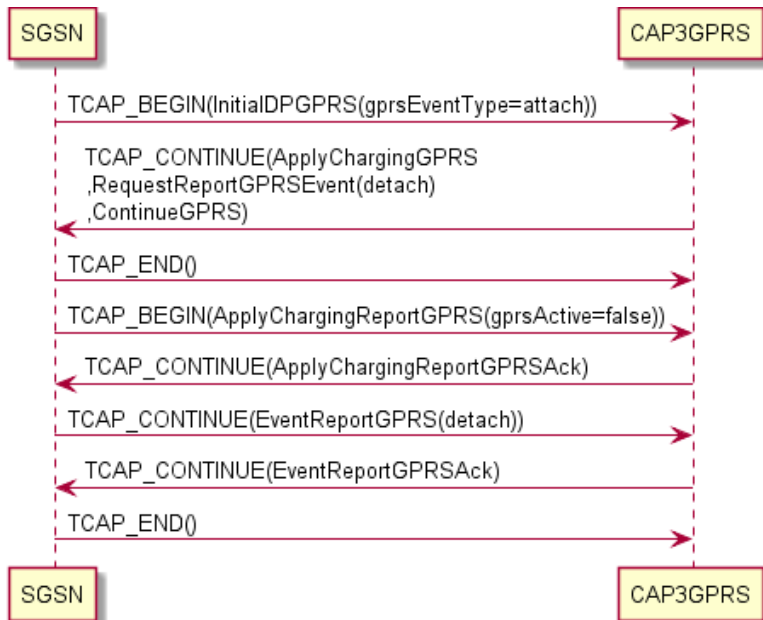 SGSN
CAP3GPRS
TCAP_BEGIN(InitialDPGPRS(gprsEventType=attach))
TCAP_CONTINUE(ApplyChargingGPRS
,RequestReportGPRSEvent(detach)
,ContinueGPRS)
TCAP_END()
TCAP_BEGIN(ApplyChargingReportGPRS(gprsActive=false))
TCAP_CONTINUE(ApplyChargingReportGPRSAck)
TCAP_CONTINUE(EventReportGPRS(detach))
TCAP_CONTINUE(EventReportGPRSAck)
TCAP_END()
SGSN
CAP3GPRS